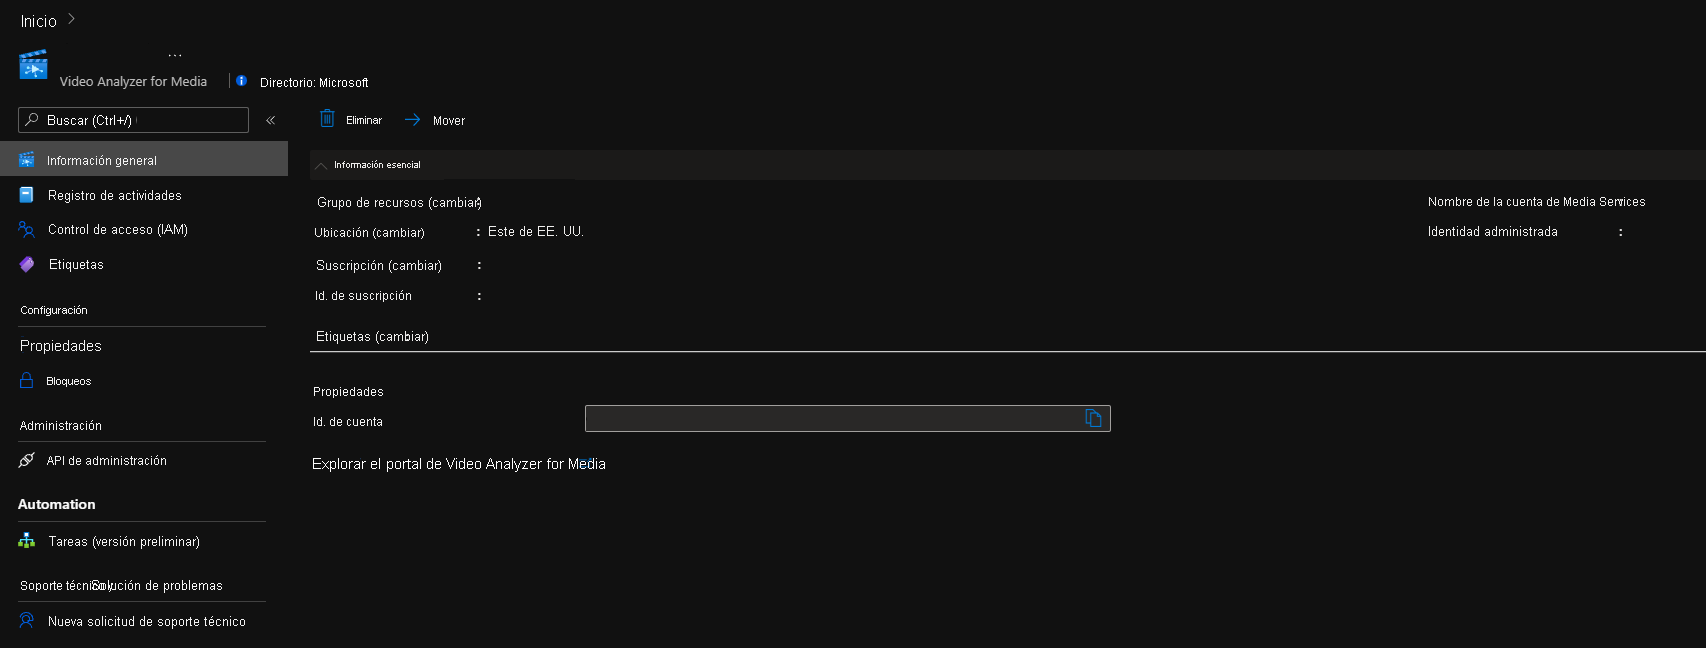 Inicio
...
Video Analyzer for Media
Directorio: Microsoft
Buscar (Ctrl+/)
«
Eliminar
Mover
Información general
Registro de actividades
Control de acceso (IAM)
Etiquetas
Configuración
Propiedades
Bloqueos
Administración
API de administración
Automation
Tareas (versión preliminar)
Soporte técnico y Solución de problemas
Nueva solicitud de soporte técnico
Información esencial
Grupo de recursos (cambiar) :
Ubicación (cambiar) : Este de EE. UU.
Suscripción (cambiar) :
Id. de suscripción :
Etiquetas (cambiar)
Nombre de la cuenta de Media Services :
Identidad administrada :
Propiedades
Id. de cuenta
Explorar el portal de Video Analyzer for Media